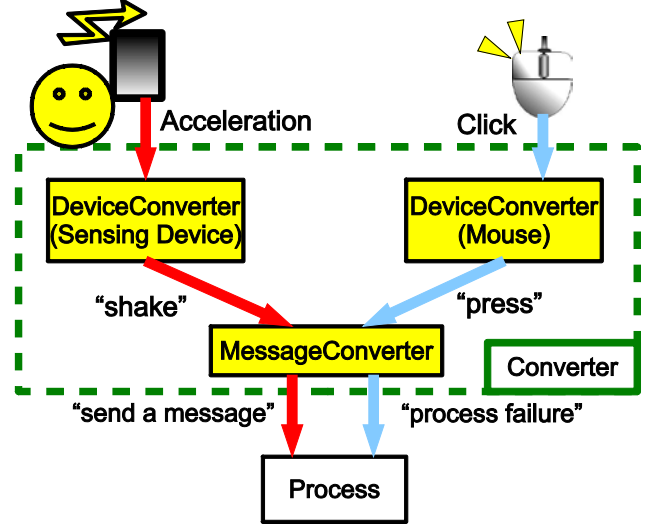 Acceleration
Click
DeviceConverter
(Sensing Device)
DeviceConverter
(Mouse)
“shake”
“press”
MessageConverter
Converter
“send a message”
“process failure”
Process